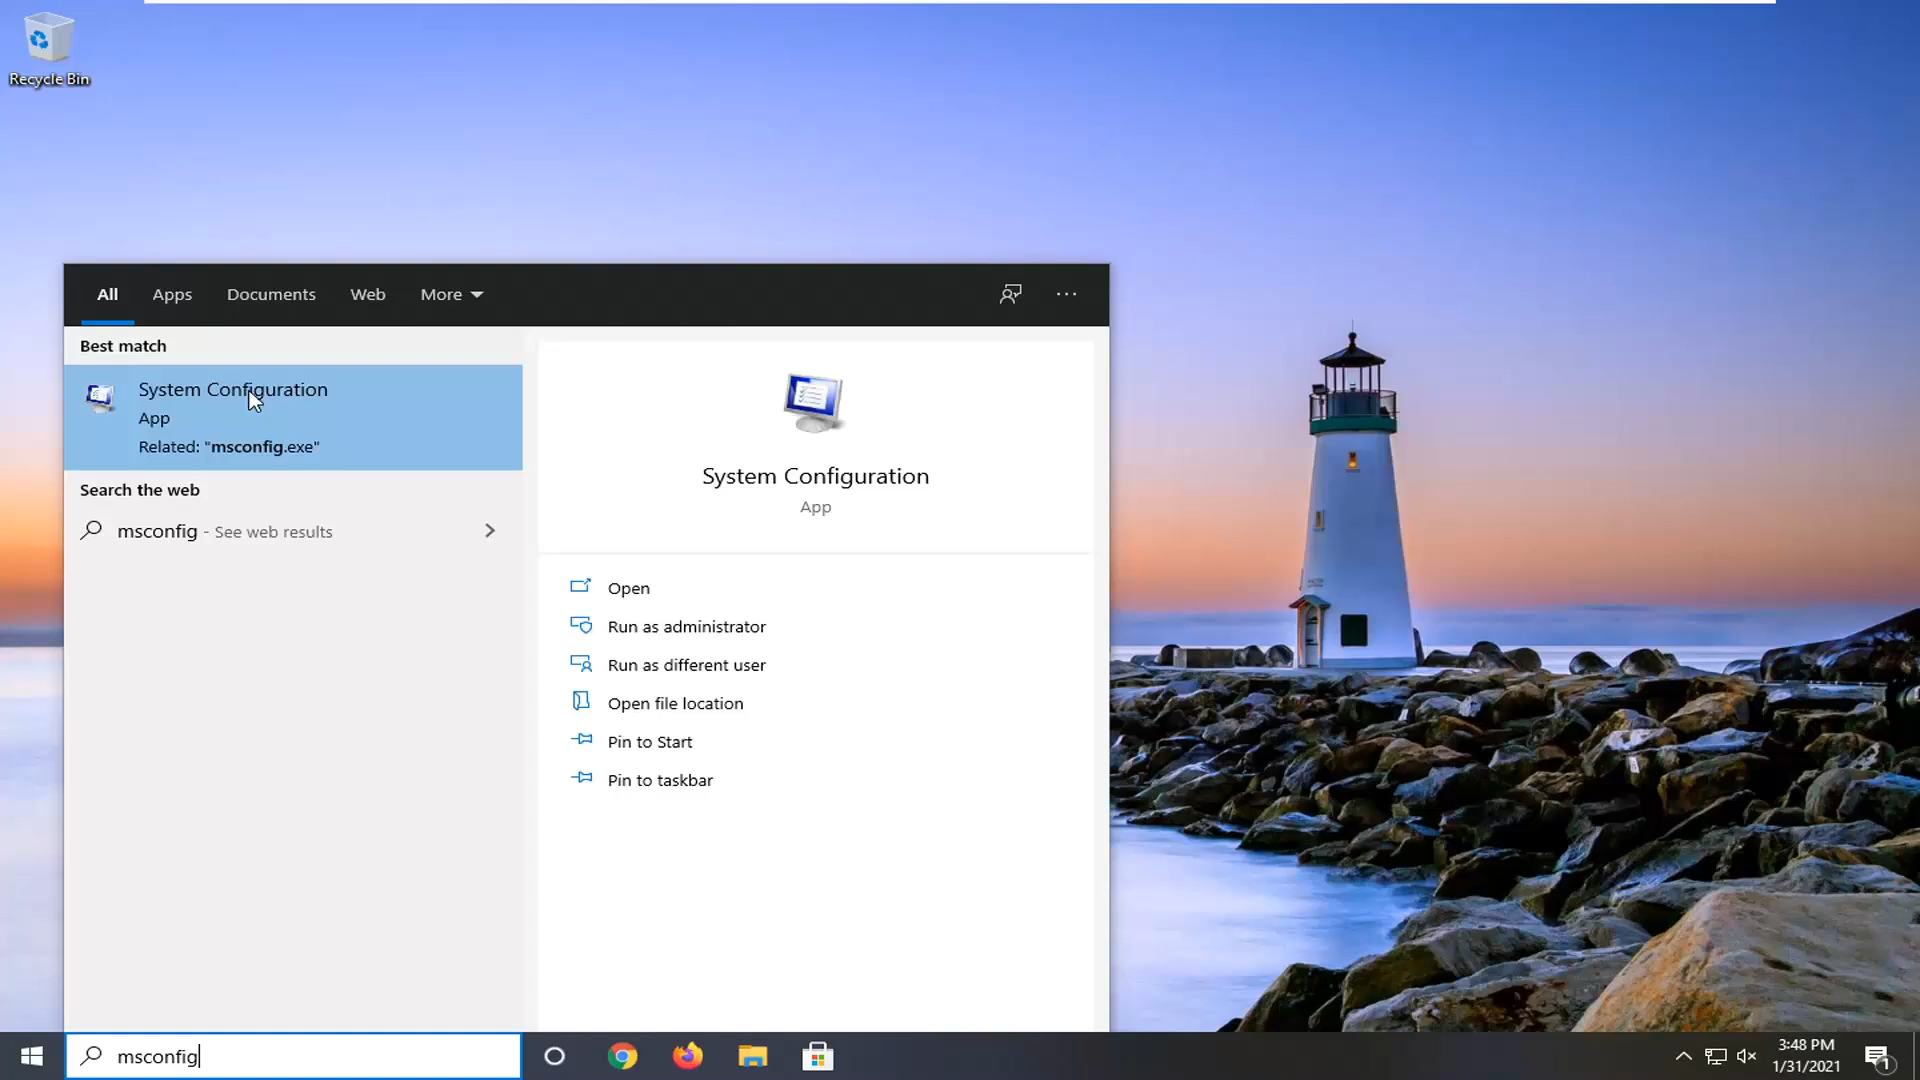 Recycle Bin
All
Apps
Documents
Web
More
Best match
System Configuration
App
Related: "msconfig.exe"
Search the web
msconfig - See web results
System Configuration
App
Open
Run as administrator
Run as different user
Open file location
Pin to Start
Pin to taskbar
msconfig
3:48 PM
1/31/2021
1